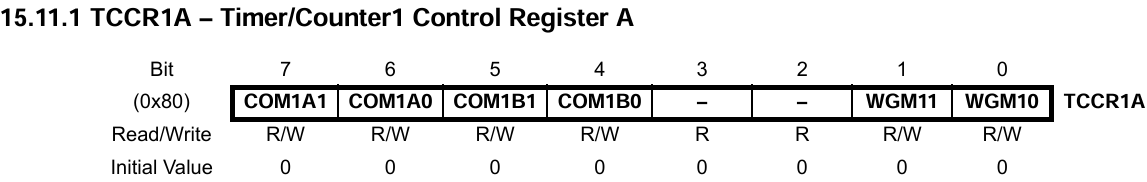 15.11.1 TCCR1A – Timer/Counter1 Control Register A
Bit 7 6 5 4 3 2 1 0
(0x80) COM1A1 COM1A0 COM1B1 COM1B0 – – WGM11 WGM10 TCCR1A
Read/Write R/W R/W R/W R/W R R R/W R/W
Initial Value 0 0 0 0 0 0 0 0